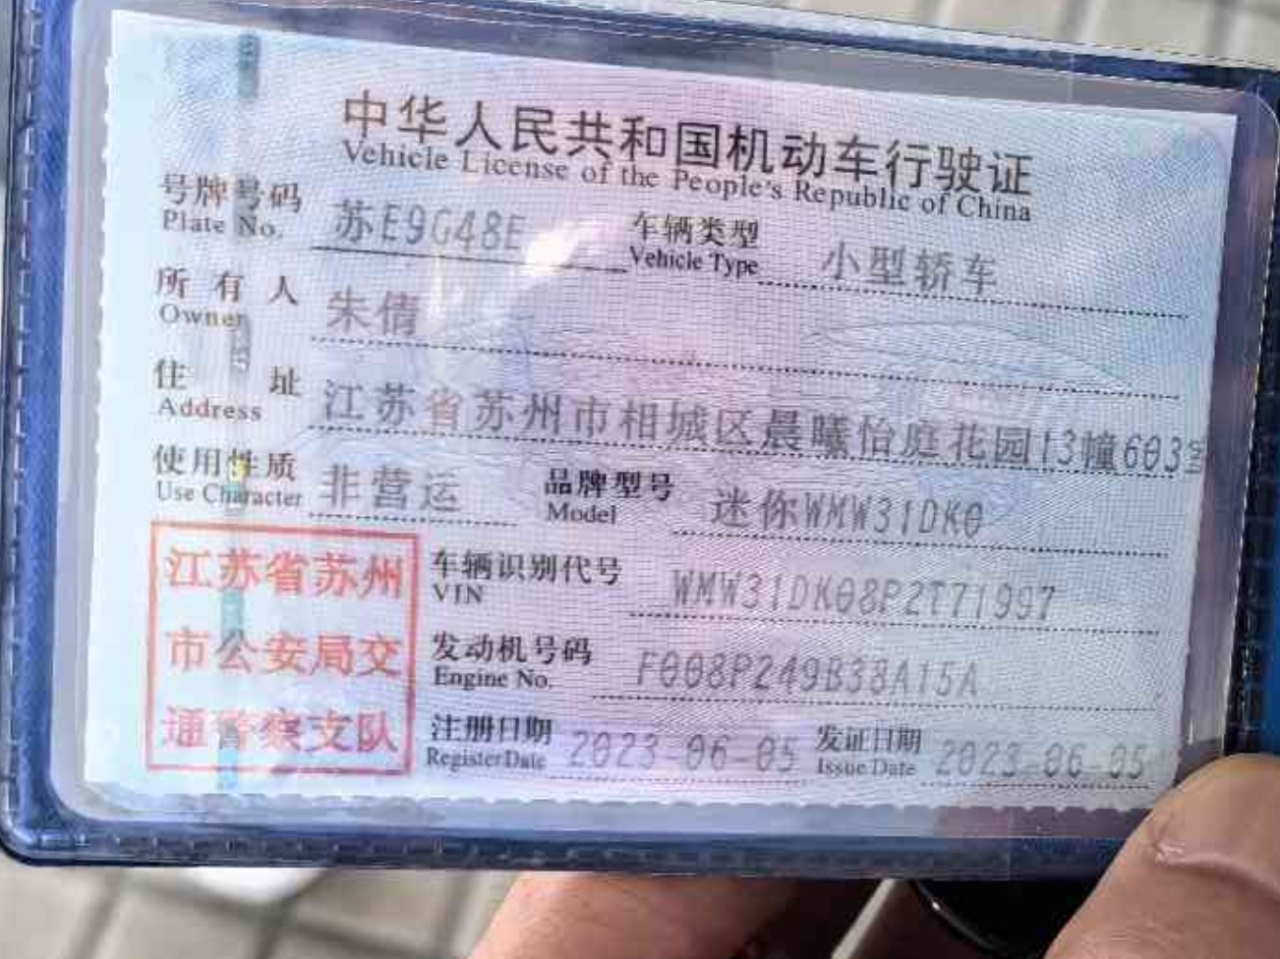 中华人民共和国机动车行驶证
Vehicle License of the People's Republic of China
号牌号码 苏E9G48E 车辆类型 小型轿车
Plate No. Vehicle Type
所有人 朱倩
Owner
住址 江苏省苏州市相城区晨曦怡庭花园13幢603室
Address
使用性质 非营运 品牌型号 迷你WMW31DK0
Use Character Model
江苏省苏州
市公安局交
通警察支队
车辆识别代号 WMW31DK08P2T71997
VIN
发动机号码 F008P249B38A15A
Engine No.
注册日期 2023-06-05 发证日期 2023-06-05
Register Date Issue Date